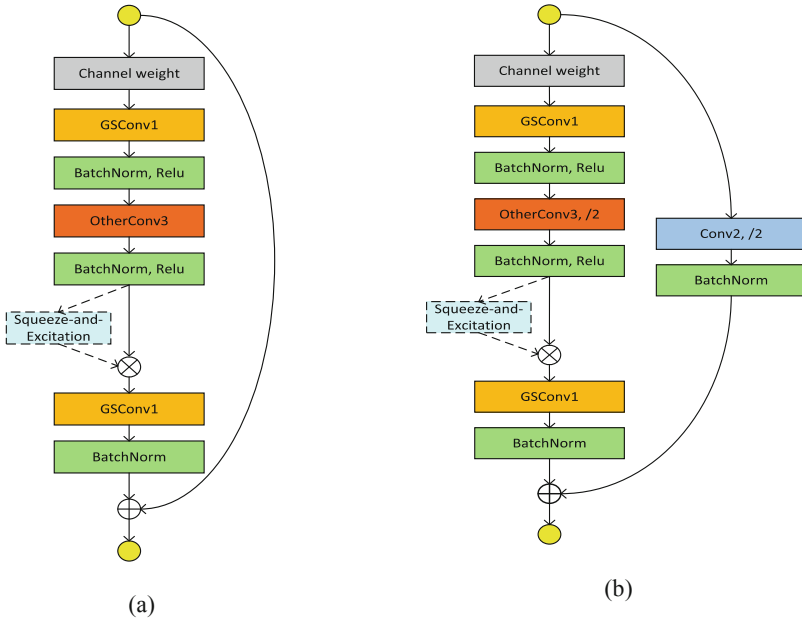 Channel weight
GSConv1
BatchNorm, Relu
OtherConv3
BatchNorm, Relu
Squeeze-and-
Excitation
GSConv1
BatchNorm
(a)
Channel weight
GSConv1
BatchNorm, Relu
OtherConv3, /2
BatchNorm, Relu
Squeeze-and-
Excitation
GSConv1
BatchNorm
Conv2, /2
BatchNorm
(b)